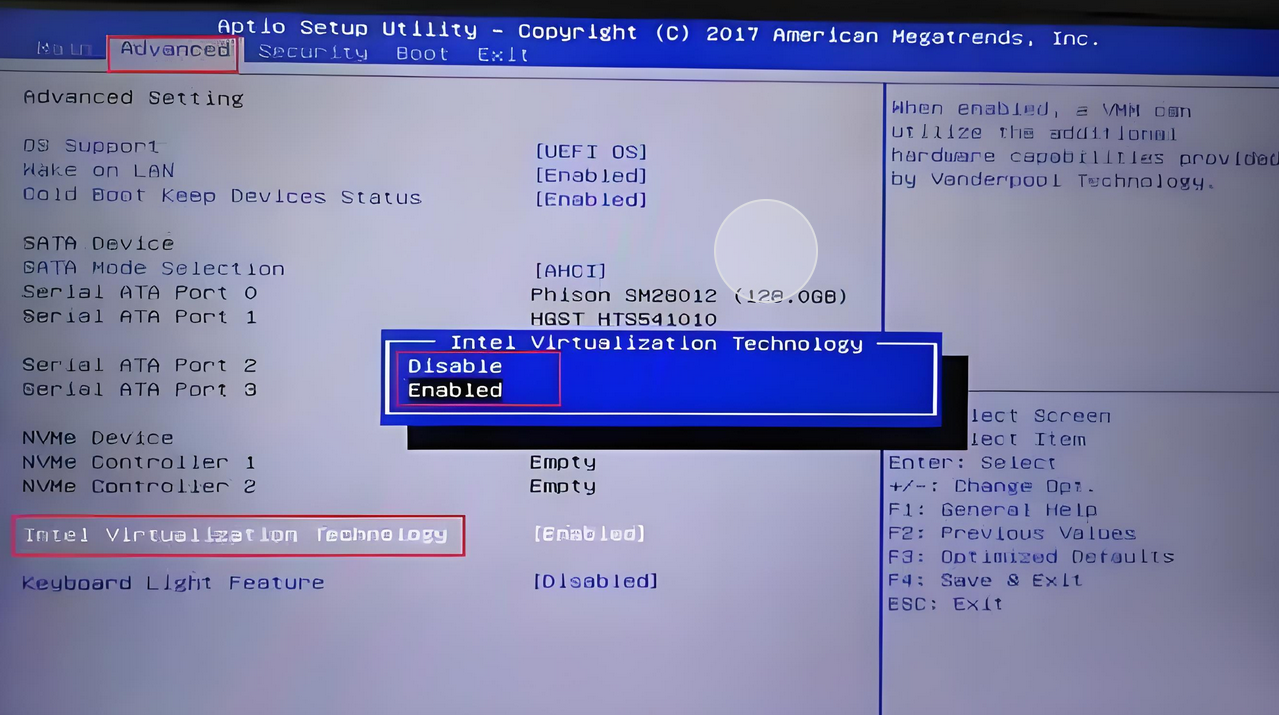 Aptio Setup Utility - Copyright (C) 2017 American Megatrends, Inc.
Main Advanced Security Boot Exit
Advanced Setting
OS Support [UEFI OS]
Wake on LAN [Enabled]
Cold Boot Keep Devices Status [Enabled]
SATA Device
SATA Mode Selection [AHCI]
Serial ATA Port 0 Phison SM28012 (128.0GB)
Serial ATA Port 1 HGST HTS541010
Serial ATA Port 2
Serial ATA Port 3
NVMe Device
NVMe Controller 1 Empty
NVMe Controller 2 Empty
Intel Virtualization Technology [Enabled]
Keyboard Light Feature [Disabled]
Intel Virtualization Technology
Disable
Enabled
When enabled, a VMM can
utilize the additional
hardware capabilities provided
by Vanderpool Technology.
Screen
Item
Enter: Select
+/-: Change Opt.
F1: General Help
F2: Previous Values
F3: Optimized Defaults
F4: Save & Exit
ESC: Exit